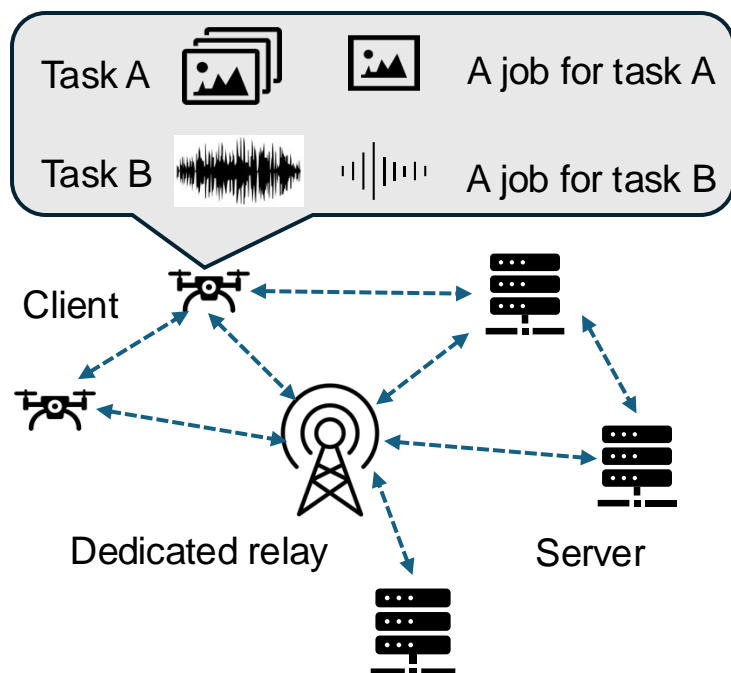 Task A
A job for task A
Task B
A job for task B
Client
Dedicated relay
Server